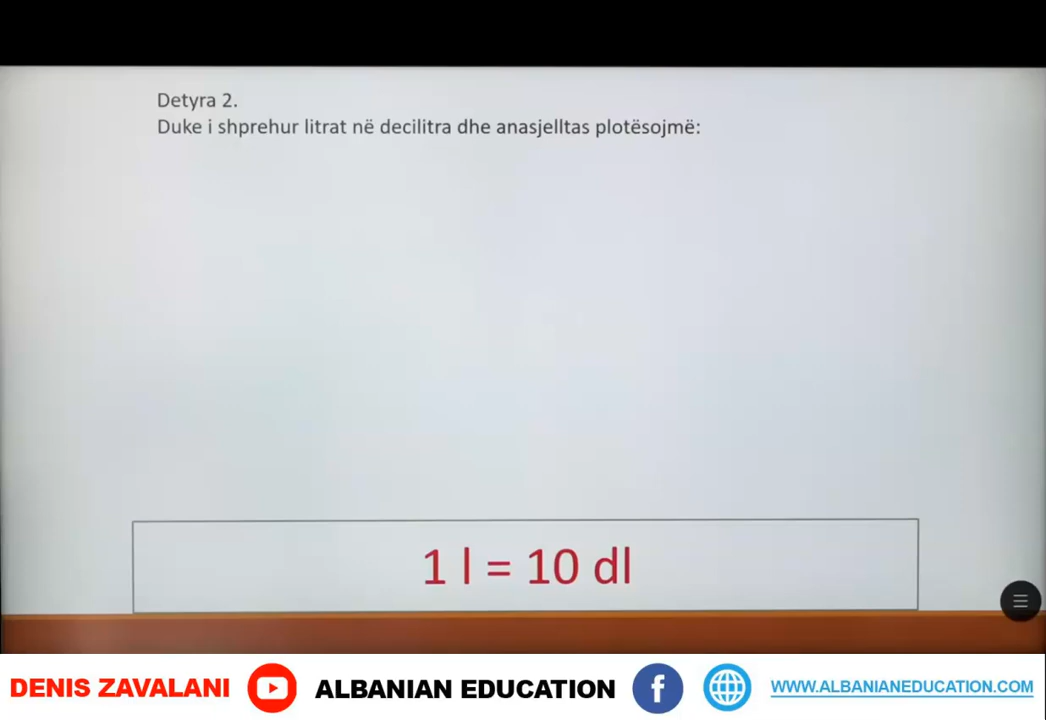 Detyra 2.
Duke i shprehur litrat në decilitra dhe anasjelltas plotësojmë:
1 l = 10 dl
DENIS ZAVALANI ALBANIAN EDUCATION WWW.ALBANIANEDUCATION.COM